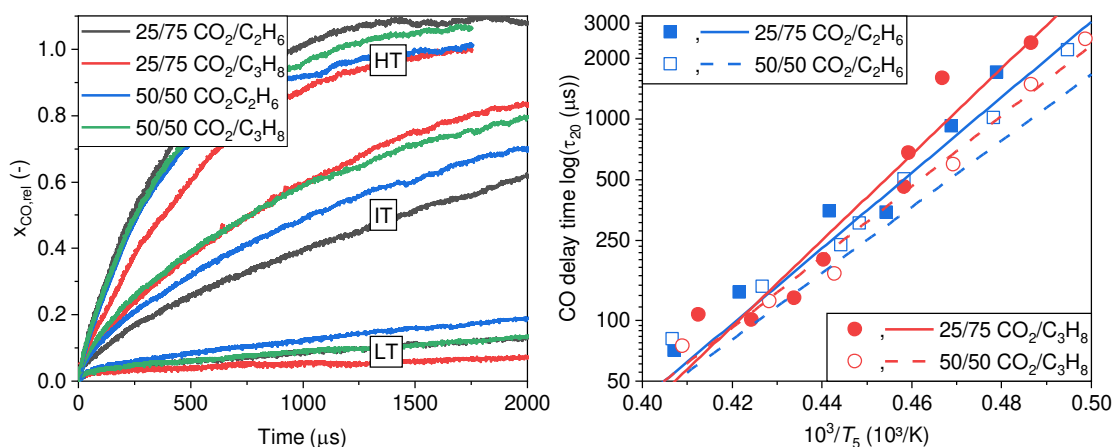 25/75 CO₂/C₂H₆
25/75 CO₂/C₃H₈
50/50 CO₂C₂H₆
50/50 CO₂/C₃H₈
HT
IT
LT
1.0
0.8
0.6
0.4
0.2
0.0
x_CO,rel (-)
0
500
1000
1500
2000
Time (µs)
, 25/75 CO₂/C₂H₆
, 50/50 CO₂/C₂H₆
, 25/75 CO₂/C₃H₈
, 50/50 CO₂/C₃H₈
3000
2000
1000
500
250
100
50
CO delay time log(τ₂₀ (µs))
0.40
0.42
0.44
0.46
0.48
0.50
10³/T₅ (10³/K)